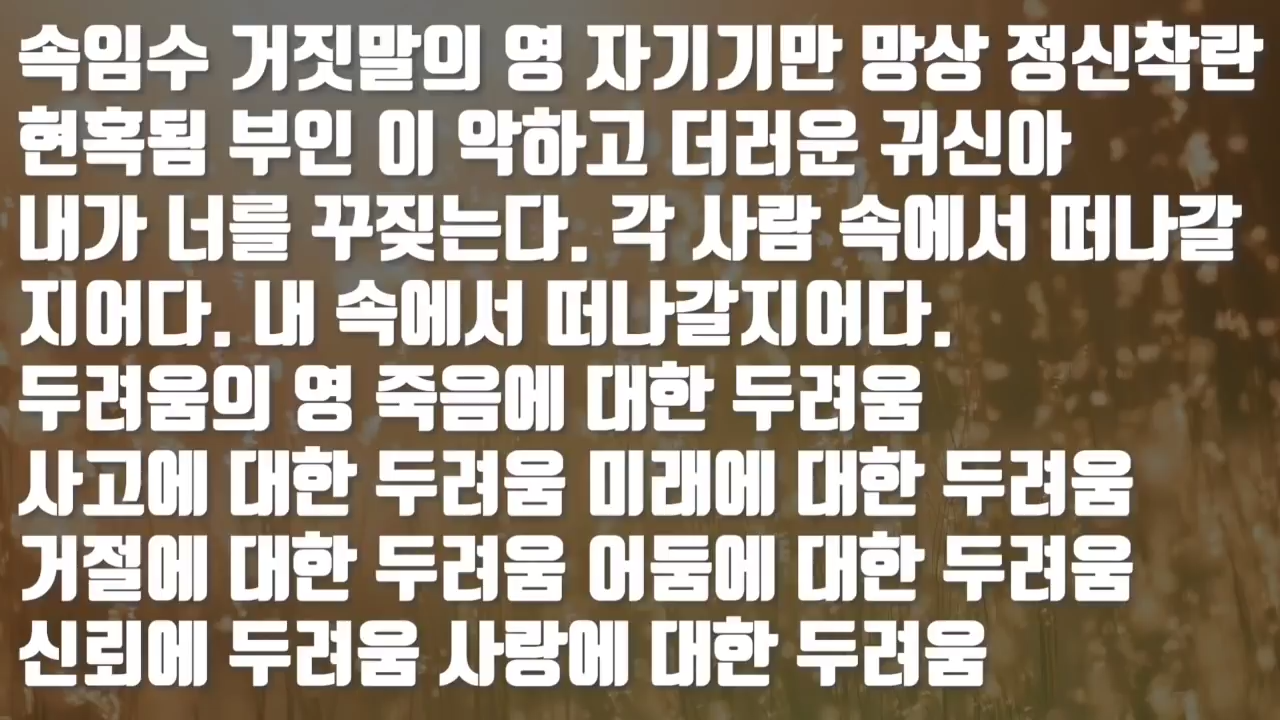 속임수 거짓말의 영 자기기만 망상 정신착란
현혹됨 부인 이 악하고 더러운 귀신아
내가 너를 꾸짖는다. 각 사람 속에서 떠나갈
지어다. 내 속에서 떠나갈지어다.
두려움의 영 죽음에 대한 두려움
사고에 대한 두려움 미래에 대한 두려움
거절에 대한 두려움 어둠에 대한 두려움
신뢰에 두려움 사랑에 대한 두려움